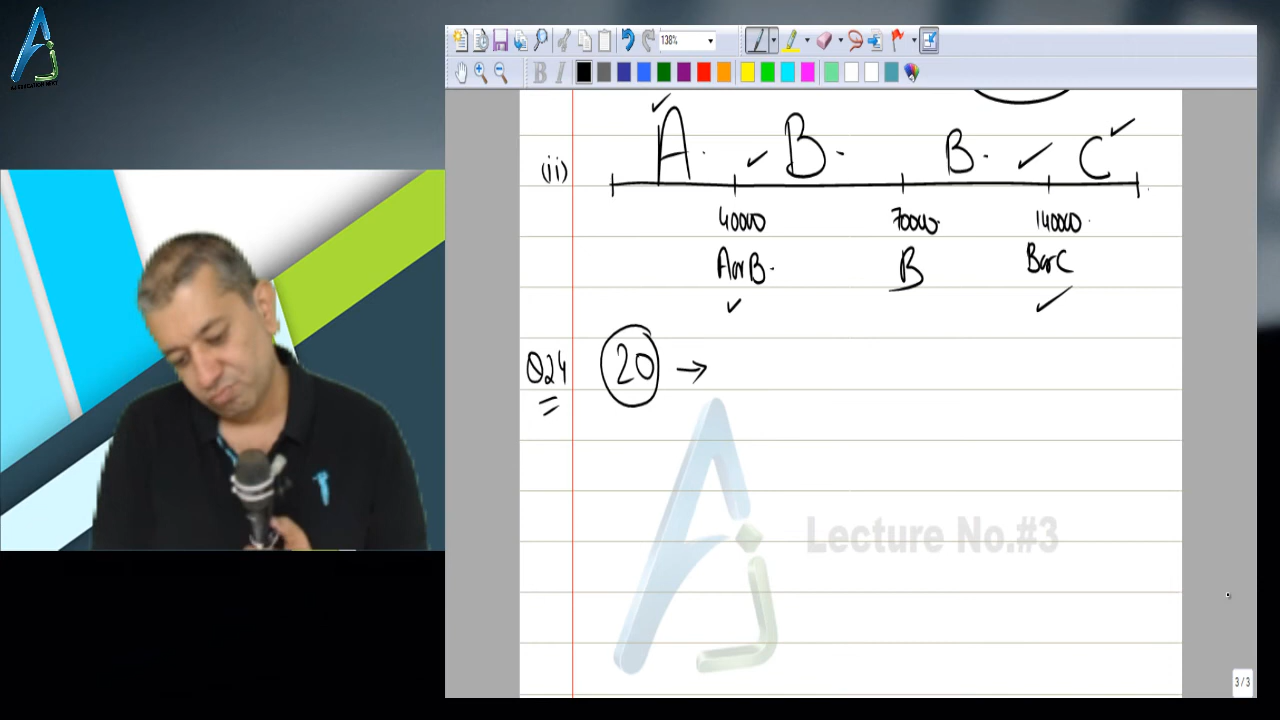 138%
A B B C
(ii)
40000 70000 140000
A or B B B or C
Q24 20 →
Lecture No.#3
3/3